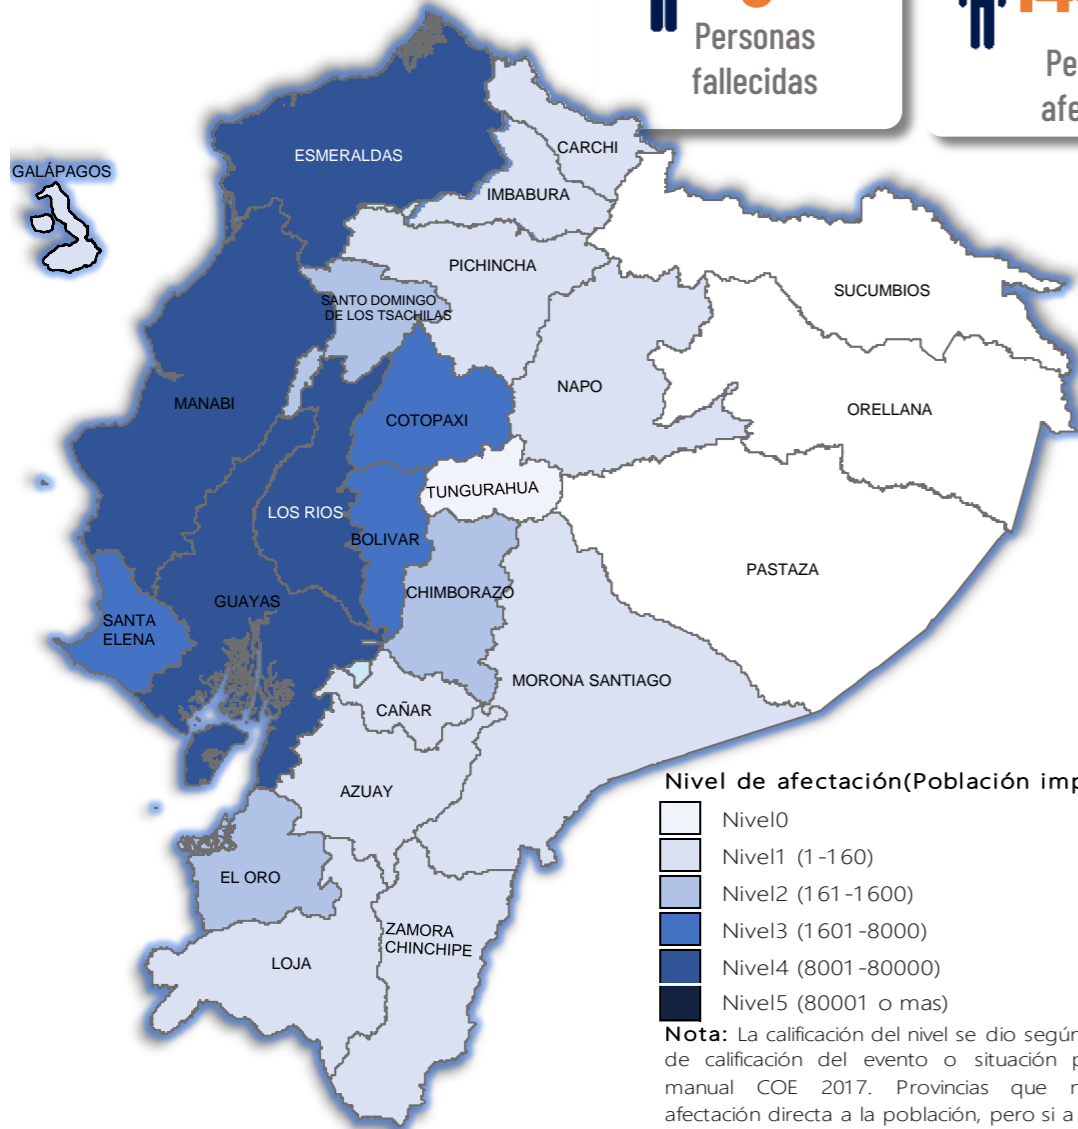 Personas
fallecidas
ESMERALDAS
CARCHI
GALÁPAGOS
IMBABURA
PICHINCHA
SUCUMBIOS
SANTO DOMINGO
DE LOS TSACHILAS
NAPO
MANABI
ORELLANA
COTOPAXI
TUNGURAHUA
LOS RIOS
BOLIVAR
PASTAZA
CHIMBORAZO
GUAYAS
SANTA
ELENA
MORONA SANTIAGO
CAÑAR
AZUAY
EL ORO
ZAMORA
CHINCHIPE
LOJA
Nivel de afectación(Población
Nivel0
Nivel1 (1-160)
Nivel2 (161-1600)
Nivel3 (1601-8000)
Nivel4 (8001-80000)
Nivel5 (80001 o mas)
Nota: La calificación del nivel se dio según
de calificación del evento o situación
manual COE 2017. Provincias que
afectación directa a la población, pero si a